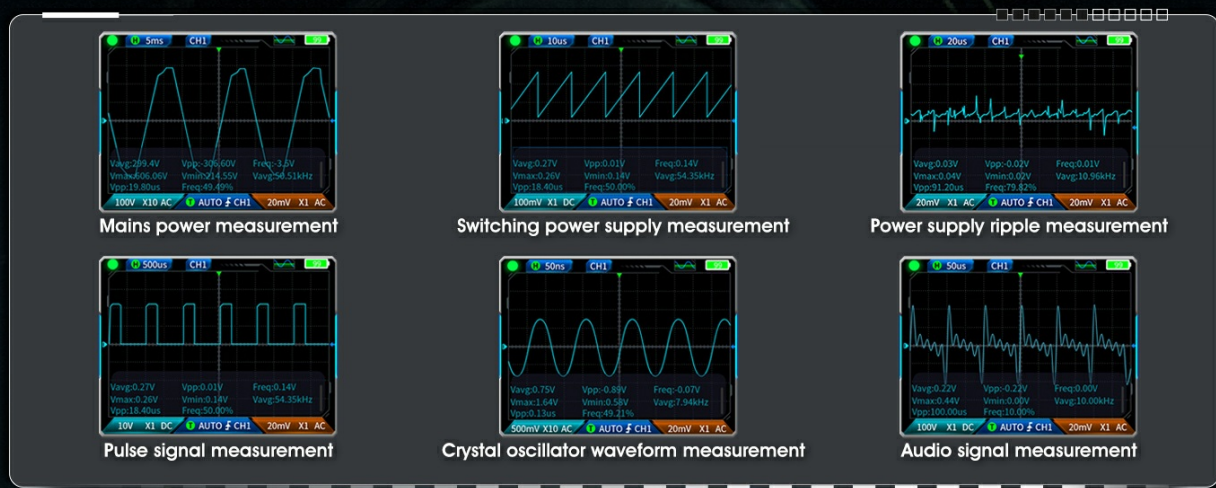 H 5ms CH1 99
Vavg:299.4V Vpp:-306.60V Freq:-3.5V
Vmax:606.06V Vmin:214.55V Vavg:50.51kHz
Vpp:19.80us Freq:49.49%
100V X10 AC T AUTO CH1 20mV X1 AC
Mains power measurement
H 10us CH1 99
Vavg:0.27V Vpp:0.01V Freq:0.14V
Vmax:0.26V Vmin:0.14V Vavg:54.35kHz
Vpp:18.40us Freq:50.00%
100mV X1 DC T AUTO CH1 20mV X1 AC
Switching power supply measurement
H 20us CH1 99
Vavg:0.03V Vpp:-0.02V Freq:0.01V
Vmax:0.04V Vmin:0.02V Vavg:10.96kHz
Vpp:91.20us Freq:79.82%
20mV X1 AC T AUTO CH1 20mV X1 AC
Power supply ripple measurement
H 500us CH1 99
Vavg:0.27V Vpp:0.01V Freq:0.14V
Vmax:0.26V Vmin:0.14V Vavg:54.35kHz
Vpp:18.40us Freq:50.00%
10V X1 DC T AUTO CH1 20mV X1 AC
Pulse signal measurement
H 50ns CH1 99
Vavg:0.75V Vpp:-0.89V Freq:-0.07V
Vmax:1.64V Vmin:0.58V Vavg:7.94kHz
Vpp:0.13us Freq:49.21%
500mV X10 AC T AUTO CH1 20mV X1 AC
Crystal oscillator waveform measurement
H 50us CH1 99
Vavg:0.22V Vpp:-0.22V Freq:0.00V
Vmax:0.44V Vmin:0.00V Vavg:10.00kHz
Vpp:100.00us Freq:10.00%
100V X1 DC T AUTO CH1 20mV X1 AC
Audio signal measurement